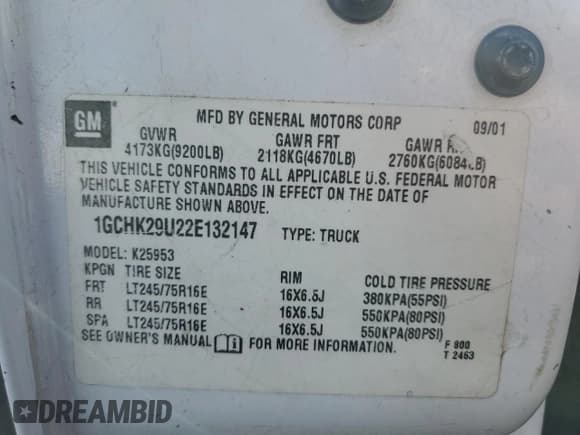 GM
MFD BY GENERAL MOTORS CORP 09/01
GVWR GAWR FRT GAWR
4173KG(9200LB) 2118KG(4670LB) 2760KG(6084LB)
THIS VEHICLE CONFORMS TO ALL APPLICABLE U.S. FEDERAL MOTOR
VEHICLE SAFETY STANDARDS IN EFFECT ON THE DATE OF
MANUFACTURE SHOWN ABOVE.
1GCHK29U22E132147 TYPE: TRUCK
MODEL: K25953
KPGN TIRE SIZE RIM COLD TIRE PRESSURE
FRT LT245/75R16E 16X6.5J 380KPA(55PSI)
RR LT245/75R16E 16X6.5J 550KPA(80PSI)
SPA LT245/75R16E 16X6.5J 550KPA(80PSI)
SEE OWNER'S MANUAL FOR MORE INFORMATION. F 800
T 2463
DREAMBID